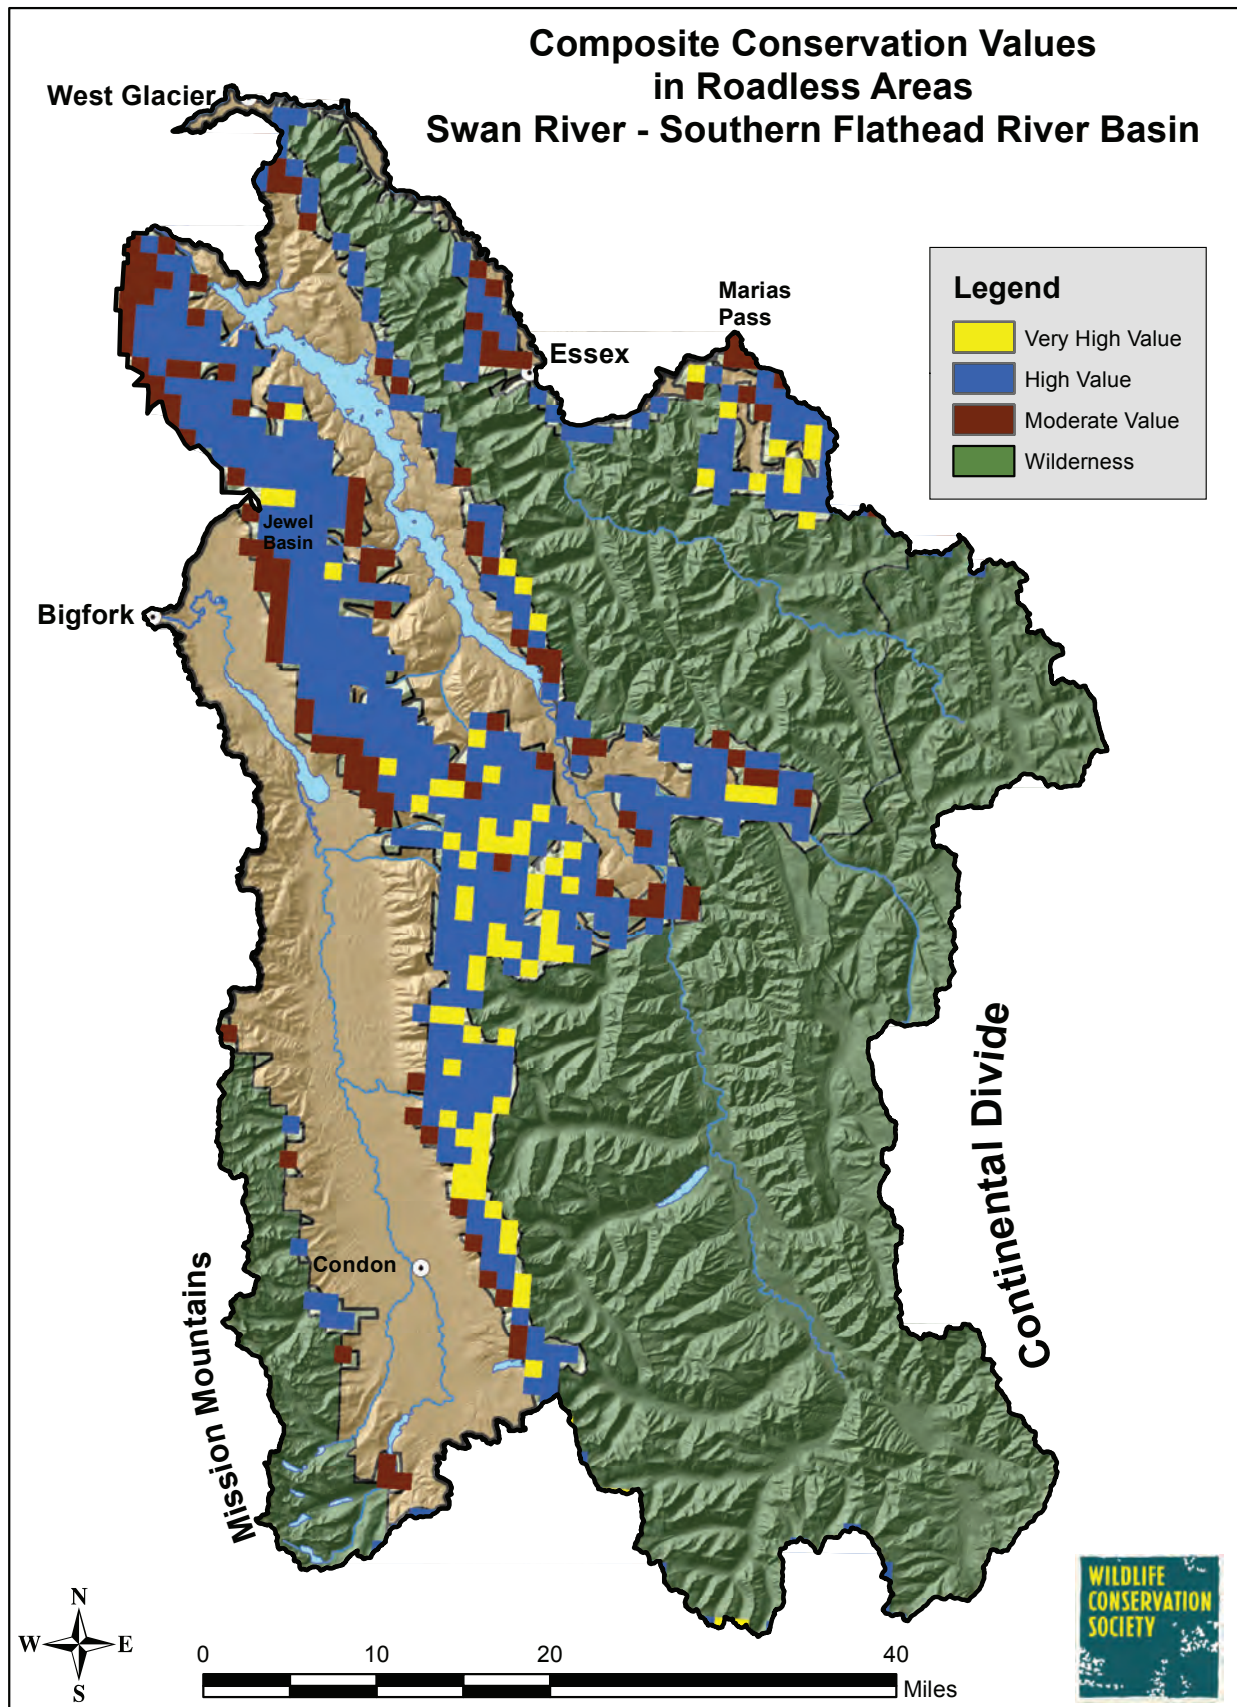 Composite Conservation Values
in Roadless Areas
Swan River - Southern Flathead River Basin
West Glacier
Marias
Pass
Essex
Legend
Very High Value
High Value
Moderate Value
Wilderness
Jewel
Basin
Bigfork
Continental Divide
Condon
Mission Mountains
N
W E
S
0 10 20 40
Miles
WILDLIFE
CONSERVATION
SOCIETY